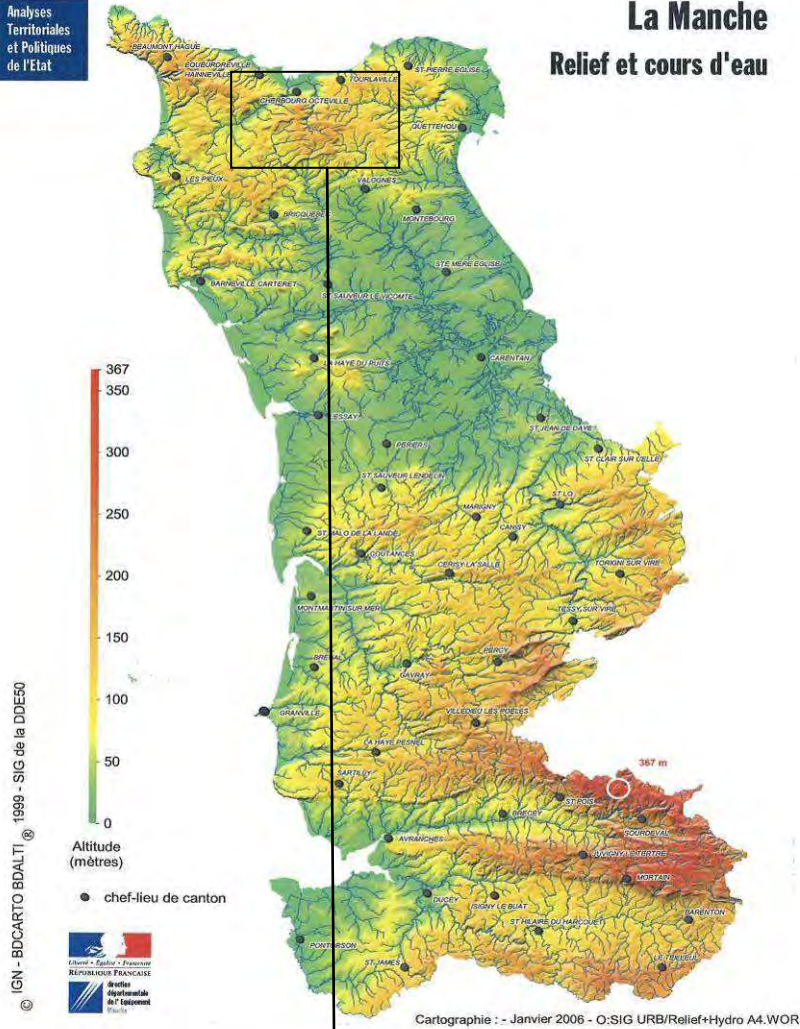 Analyses
Territoriales
et Politiques
de l'Etat
La Manche
Relief et cours d'eau
BEAUMONT HAGUE
EQUEURDREVILLE
HAINNEVILLE
CHERBOURG OCTEVILLE
TOURLAVILLE
ST-PIERRE EGLISE
QUETTEHOU
LES PIEUX
VALOGNES
BRICQUEBEC
MONTEBOURG
STE MERE EGLISE
BARNEVILLE CARTERET
ST SAUVEUR LE VICOMTE
LA HAYE DU PUITS
CARENTAN
LESSAY
ST JEAN DE DAYE
PERIERS
ST CLAIR SUR L'ELLE
ST SAUVEUR LENDELIN
ST LO
MARIGNY
CANISY
ST MALO DE LA LANDE
COUTANCES
CERISY LA SALLE
TORIGNI SUR VIRE
MONTMARTIN SUR MER
TESSY SUR VIRE
BREHAL
PERCY
GAVRAY
GRANVILLE
VILLEDIEU LES POELES
LA HAYE PESNEL
367 m
SARTILLY
ST POIS
BRECEY
SOURDEVAL
AVRANCHES
JUVIGNY LE TERTRE
MORTAIN
DUCEY
ISIGNY LE BUAT
BARENTON
ST HILAIRE DU HARCOUET
PONTORSON
ST JAMES
LE TEILLEUL
367
350
300
250
200
150
100
50
0
Altitude
(mètres)
chef-lieu de canton
Liberté • Égalité • Fraternité
RÉPUBLIQUE FRANÇAISE
direction
départementale
de l'Equipement
Manche
© IGN - BDCARTO BDALTI ® 1999 - SIG de la DDE50
Cartographie : - Janvier 2006 - O:SIG URB/Relief+Hydro A4.WOR